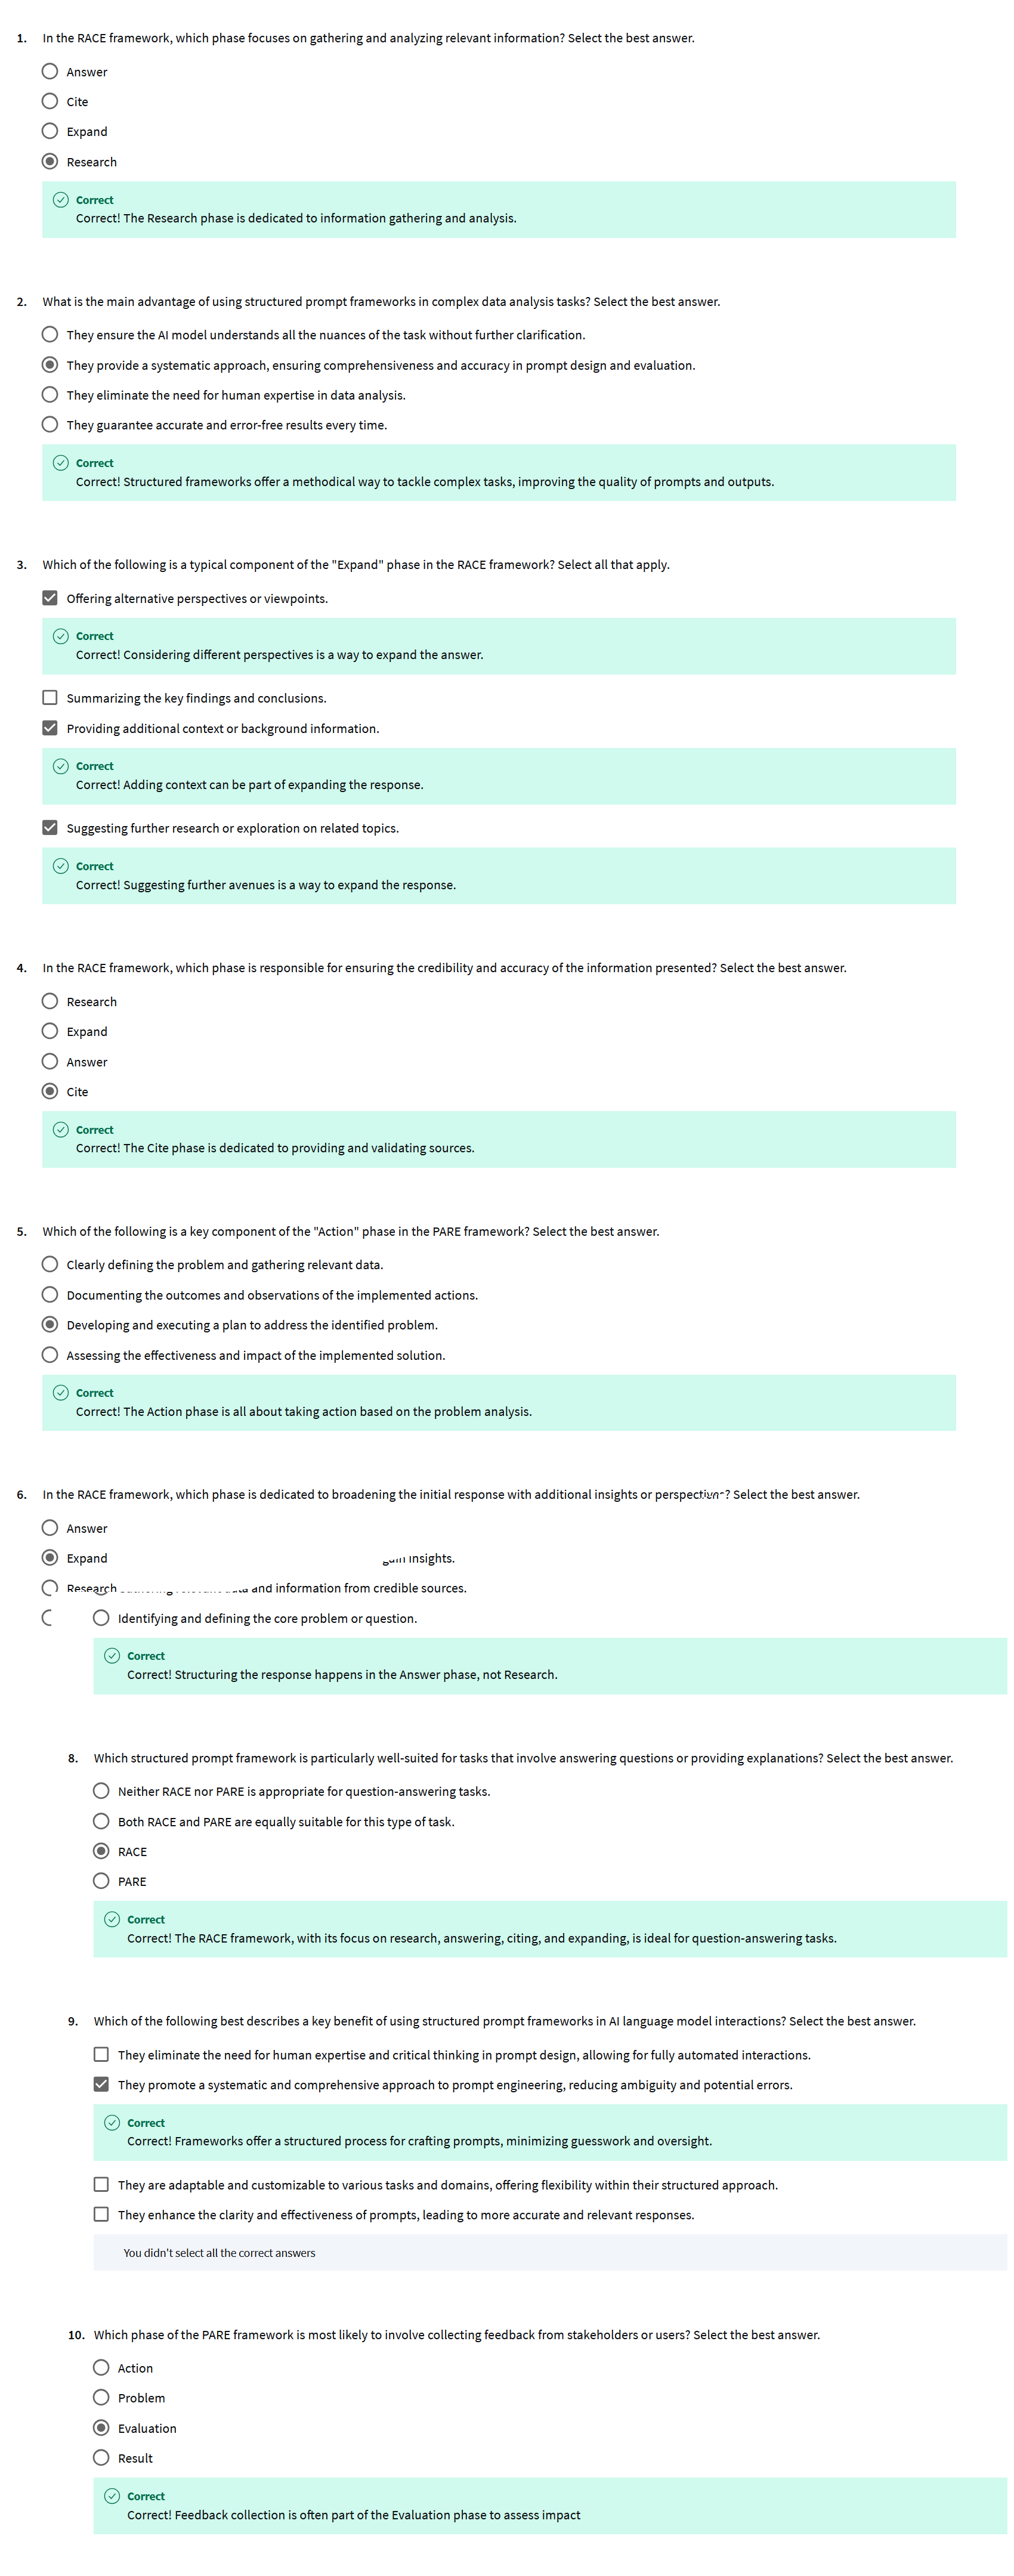 1. In the RACE framework, which phase focuses on gathering and analyzing relevant information? Select the best answer.
Answer
Cite
Expand
Research
Correct
Correct! The Research phase is dedicated to information gathering and analysis.
2. What is the main advantage of using structured prompt frameworks in complex data analysis tasks? Select the best answer.
They ensure the AI model understands all the nuances of the task without further clarification.
They provide a systematic approach, ensuring comprehensiveness and accuracy in prompt design and evaluation.
They eliminate the need for human expertise in data analysis.
They guarantee accurate and error-free results every time.
Correct
Correct! Structured frameworks offer a methodical way to tackle complex tasks, improving the quality of prompts and outputs.
3. Which of the following is a typical component of the "Expand" phase in the RACE framework? Select all that apply.
Offering alternative perspectives or viewpoints.
Correct
Correct! Considering different perspectives is a way to expand the answer.
Summarizing the key findings and conclusions.
Providing additional context or background information.
Correct
Correct! Adding context can be part of expanding the response.
Suggesting further research or exploration on related topics.
Correct
Correct! Suggesting further avenues is a way to expand the response.
4. In the RACE framework, which phase is responsible for ensuring the credibility and accuracy of the information presented? Select the best answer.
Research
Expand
Answer
Cite
Correct
Correct! The Cite phase is dedicated to providing and validating sources.
5. Which of the following is a key component of the "Action" phase in the PARE framework? Select the best answer.
Clearly defining the problem and gathering relevant data.
Documenting the outcomes and observations of the implemented actions.
Developing and executing a plan to address the identified problem.
Assessing the effectiveness and impact of the implemented solution.
Correct
Correct! The Action phase is all about taking action based on the problem analysis.
6. In the RACE framework, which phase is dedicated to broadening the initial response with additional insights or ? Select the best answer.
Answer
Expand insights.
Research and information from credible sources.
Identifying and defining the core problem or question.
Correct
Correct! Structuring the response happens in the Answer phase, not Research.
8. Which structured prompt framework is particularly well-suited for tasks that involve answering questions or providing explanations? Select the best answer.
Neither RACE nor PARE is appropriate for question-answering tasks.
Both RACE and PARE are equally suitable for this type of task.
RACE
PARE
Correct
Correct! The RACE framework, with its focus on research, answering, citing, and expanding, is ideal for question-answering tasks.
9. Which of the following best describes a key benefit of using structured prompt frameworks in AI language model interactions? Select the best answer.
They eliminate the need for human expertise and critical thinking in prompt design, allowing for fully automated interactions.
They promote a systematic and comprehensive approach to prompt engineering, reducing ambiguity and potential errors.
Correct
Correct! Frameworks offer a structured process for crafting prompts, minimizing guesswork and oversight.
They are adaptable and customizable to various tasks and domains, offering flexibility within their structured approach.
They enhance the clarity and effectiveness of prompts, leading to more accurate and relevant responses.
You didn't select all the correct answers
10. Which phase of the PARE framework is most likely to involve collecting feedback from stakeholders or users? Select the best answer.
Action
Problem
Evaluation
Result
Correct
Correct! Feedback collection is often part of the Evaluation phase to assess impact